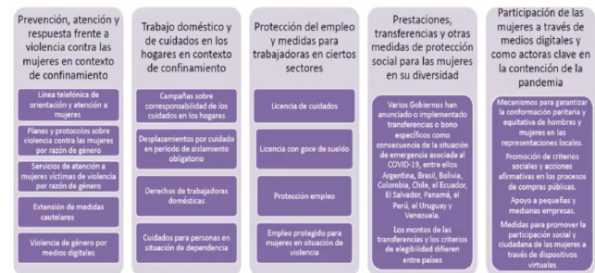 Prevención, atención y
respuesta frente a
violencia contra las
mujeres en contexto
de confinamiento
Línea telefónica de
orientación y atención a
mujeres
Planes y protocolos sobre
violencia contra las mujeres
por razón de género
Servicios de atención a
mujeres víctimas de violencia
por razón de género
Extensión de medidas
cautelares
Violencia de género por
medios digitales
Trabajo doméstico y
de cuidados en los
hogares en contexto
de confinamiento
Campañas sobre
corresponsabilidad de los
cuidados en los hogares
Desplazamientos por cuidado
en periodo de aislamiento
obligatorio
Derechos de trabajadoras
domésticas
Cuidados para personas en
situación de dependencia
Protección del empleo
y medidas para
trabajadoras en ciertos
sectores
Licencia de cuidados
Licencia con goce de sueldo
Protección empleo
Empleo protegido para
mujeres en situación de
violencia
Prestaciones,
transferencias y otras
medidas de protección
social para las mujeres
en su diversidad
Varios Gobiernos han
anunciado o implementado
transferencias o bono
específicos como
consecuencia de la situación
de emergencia asociada al
COVID-19, entre ellos
Argentina, Brasil, Bolivia,
Colombia, Chile, el Ecuador,
El Salvador, Panamá, el
Perú, el Uruguay y
Venezuela.
Los montos de las
transferencias y los criterios
de elegibilidad difieren
entre países
Participación de las
mujeres a través de
medios digitales y
como actoras clave en
la contención de la
pandemia
Mecanismos para garantizar
la conformación paritaria y
equitativa de hombres y
mujeres en las
representaciones locales.
Promoción de criterios
sociales y acciones
afirmativas en los procesos
de compras públicas.
Apoyo a pequeñas y
medianas empresas.
Medidas para promover la
participación social y
ciudadana de las mujeres a
través de dispositivos
virtuales